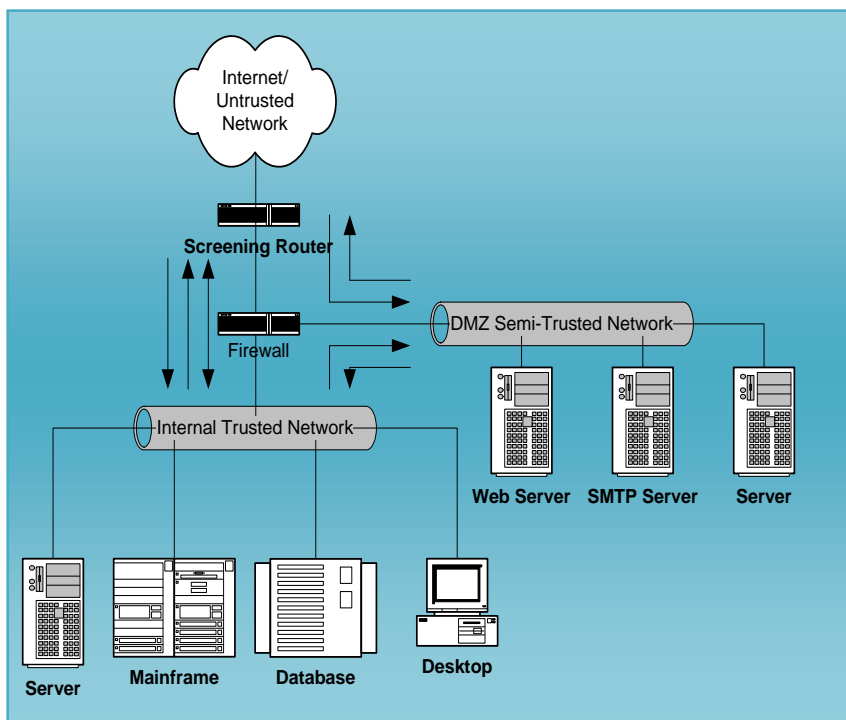 Internet/
Untrusted
Network
Screening Router
DMZ Semi-Trusted Network
Firewall
Internal Trusted Network
Web Server
SMTP Server
Server
Server
Mainframe
Database
Desktop